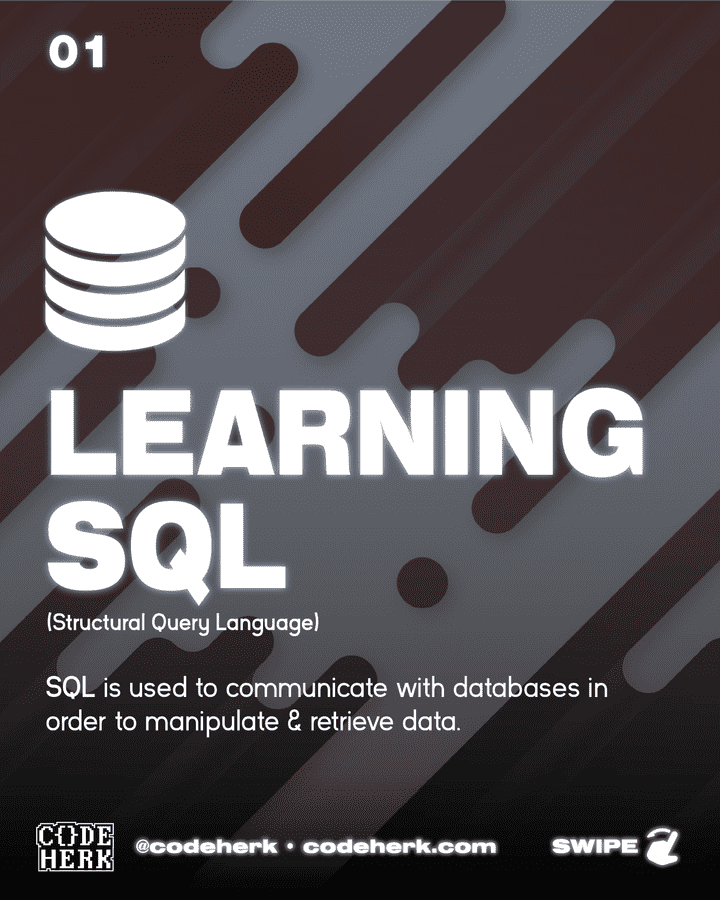 01
LEARNING
SQL
(Structural Query Language)
SQL is used to communicate with databases in
order to manipulate & retrieve data.
C{}DE
HERK
@codeherk • codeherk.com
SWIPE